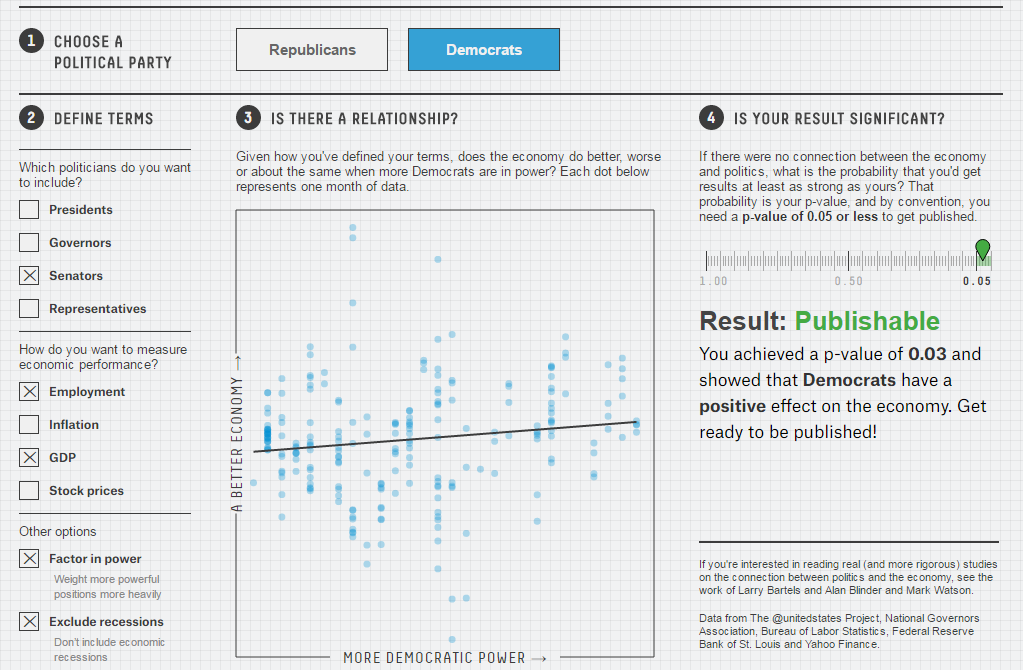 1 CHOOSE A
POLITICAL PARTY
Republicans
Democrats
2 DEFINE TERMS
Which politicians do you want
to include?
Presidents
Governors
Senators
Representatives
How do you want to measure
economic performance?
Employment
Inflation
GDP
Stock prices
Other options
Factor in power
Weight more powerful
positions more heavily
Exclude recessions
Don't include economic
recessions
3 IS THERE A RELATIONSHIP?
Given how you've defined your terms, does the economy do better, worse
or about the same when more Democrats are in power? Each dot below
represents one month of data.
A BETTER ECONOMY →
MORE DEMOCRATIC POWER →
4 IS YOUR RESULT SIGNIFICANT?
If there were no connection between the economy
and politics, what is the probability that you'd get
results at least as strong as yours? That
probability is your p-value, and by convention, you
need a p-value of 0.05 or less to get published.
1.00 0.50 0.05
Result: Publishable
You achieved a p-value of 0.03 and
showed that Democrats have a
positive effect on the economy. Get
ready to be published!
If you're interested in reading real (and more rigorous) studies
on the connection between politics and the economy, see the
work of Larry Bartels and Alan Blinder and Mark Watson.
Data from The @unitedstates Project, National Governors
Association, Bureau of Labor Statistics, Federal Reserve
Bank of St. Louis and Yahoo Finance.